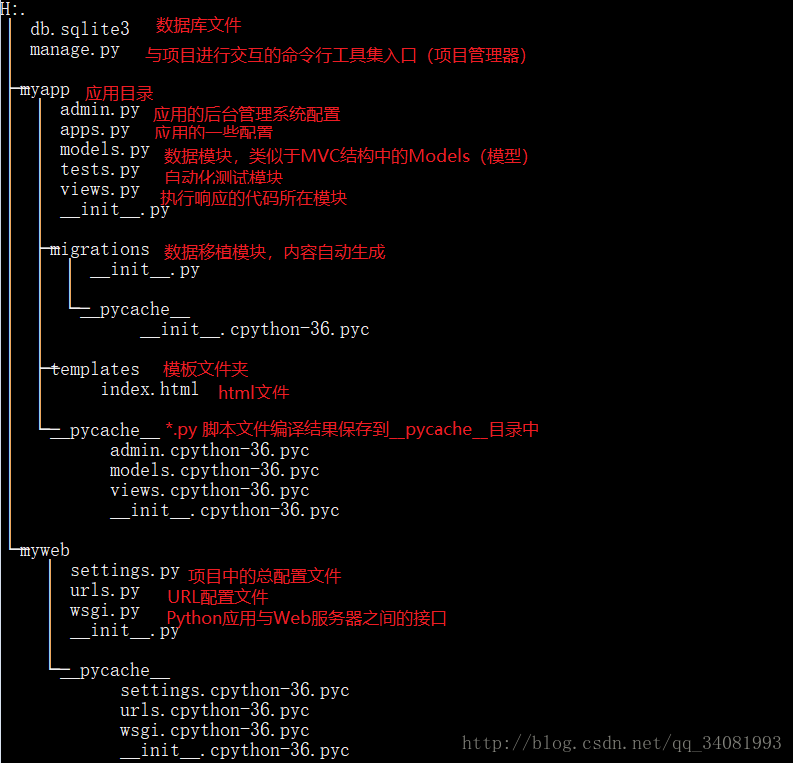 H:.
db.sqlite3 数据库文件
manage.py 与项目进行交互的命令行工具集入口（项目管理器）
myapp 应用目录
admin.py 应用的后台管理系统配置
apps.py 应用的一些配置
models.py 数据模块，类似于MVC结构中的Models（模型）
tests.py 自动化测试模块
views.py 执行响应的代码所在模块
__init__.py
migrations 数据移植模块，内容自动生成
__init__.py
__pycache__
__init__.cpython-36.pyc
templates 模板文件夹
index.html html文件
__pycache__ *.py 脚本文件编译结果保存到__pycache__目录中
admin.cpython-36.pyc
models.cpython-36.pyc
views.cpython-36.pyc
__init__.cpython-36.pyc
myweb
settings.py 项目中的总配置文件
urls.py URL配置文件
wsgi.py Python应用与Web服务器之间的接口
__init__.py
__pycache__
settings.cpython-36.pyc
urls.cpython-36.pyc
wsgi.cpython-36.pyc
__init__.cpython-36.pyc
http://blog.csdn.net/qq_34081993